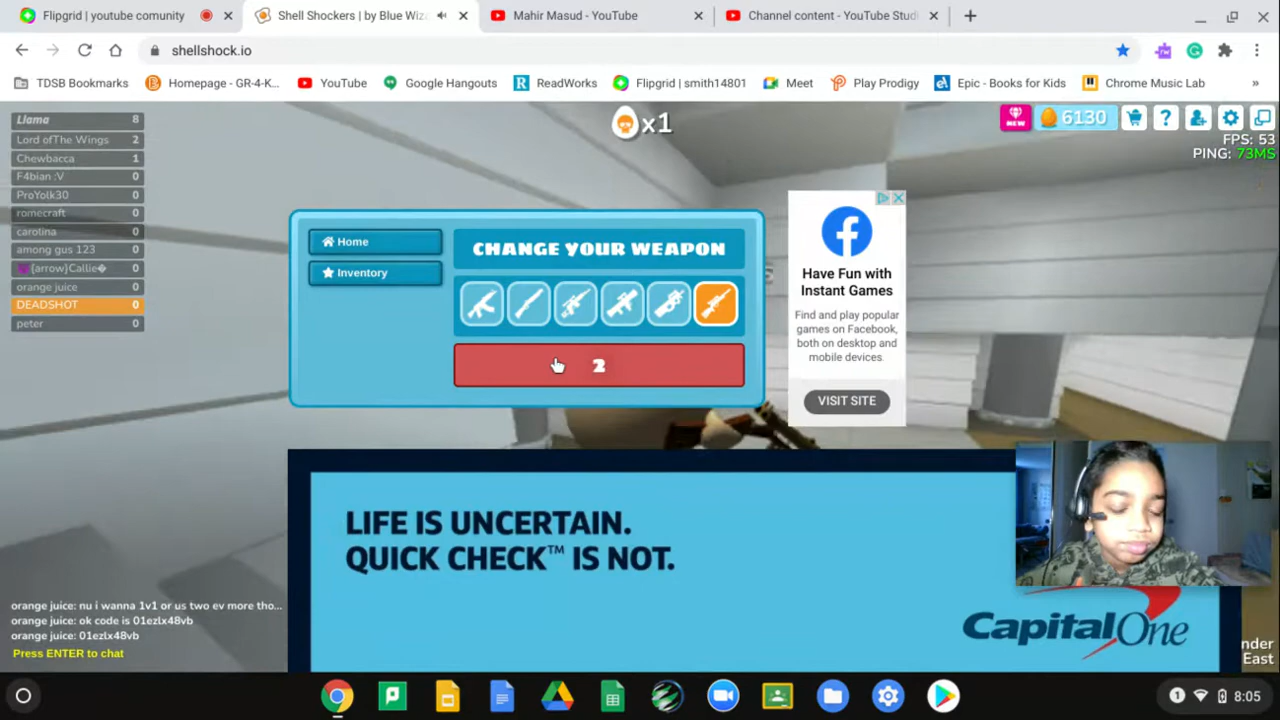 Flipgrid | youtube comunity
Shell Shockers | by Blue Wiz
Mahir Masud - YouTube
Channel content - YouTube Studi
shellshock.io
TDSB Bookmarks
Homepage - GR-4-K...
YouTube
Google Hangouts
ReadWorks
Flipgrid | smith14801
Meet
Play Prodigy
Epic - Books for Kids
Chrome Music Lab
»
Llama 8
Lord ofThe Wings 2
Chewbacca 1
F4bian :V 0
ProYolk30 0
romecraft 0
carolina 0
among gus 123 0
[arrow]Callie� 0
orange juice 0
DEADSHOT 0
peter 0
x1
NEW
6130
?
FPS: 53
PING: 73MS
Home
Inventory
CHANGE YOUR WEAPON
2
Have Fun with
Instant Games
Find and play popular
games on Facebook,
both on desktop and
mobile devices.
VISIT SITE
LIFE IS UNCERTAIN.
QUICK CHECK™ IS NOT.
Capital One
orange juice: nu i wanna 1v1 or us two ev more tho...
orange juice: ok code is 01ezlx48vb
orange juice: 01ezlx48vb
Press ENTER to chat
nder
East
1
8:05